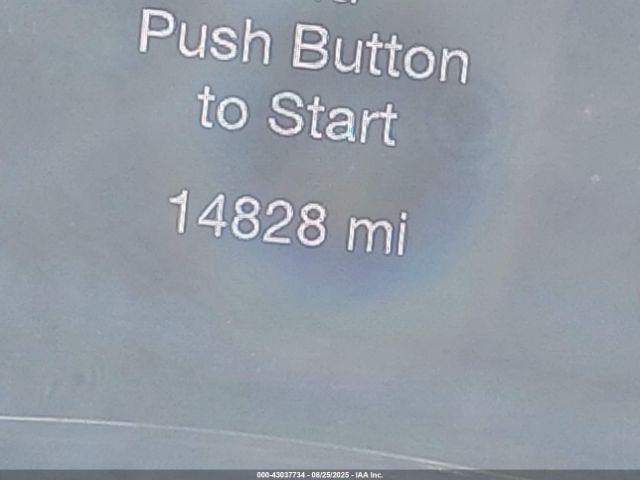 Push Button
to Start
14828 mi
000-43037734 - 08/25/2025 - IAA Inc.